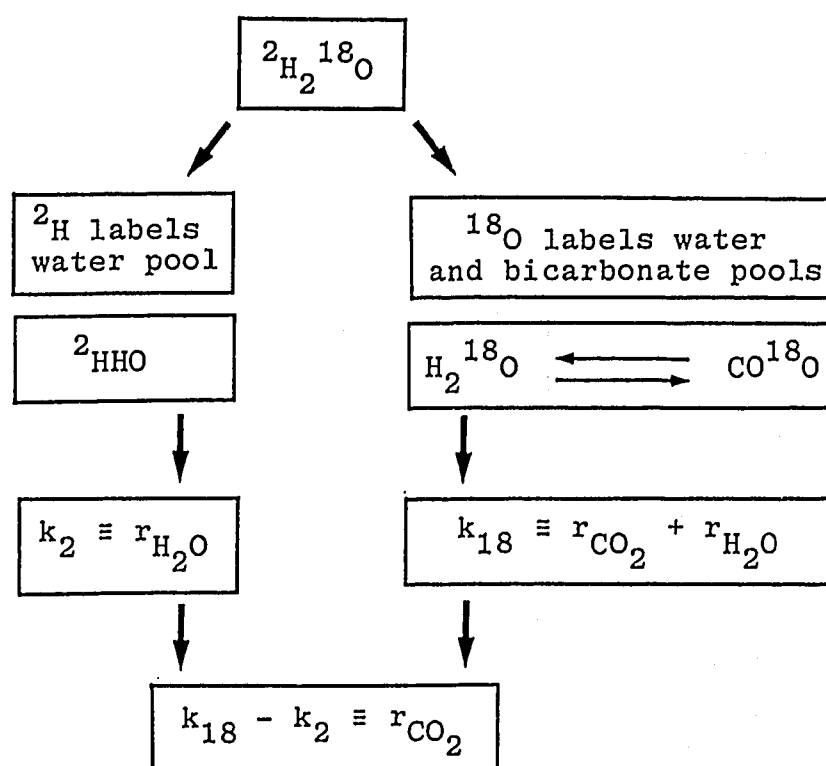 ²H₂¹⁸O
²H labels
water pool
¹⁸O labels water
and bicarbonate pools
²HHO
H₂¹⁸O ⇌ CO¹⁸O
k₂ ≡ r_H₂O
k₁₈ ≡ r_CO₂ + r_H₂O
k₁₈ - k₂ ≡ r_CO₂